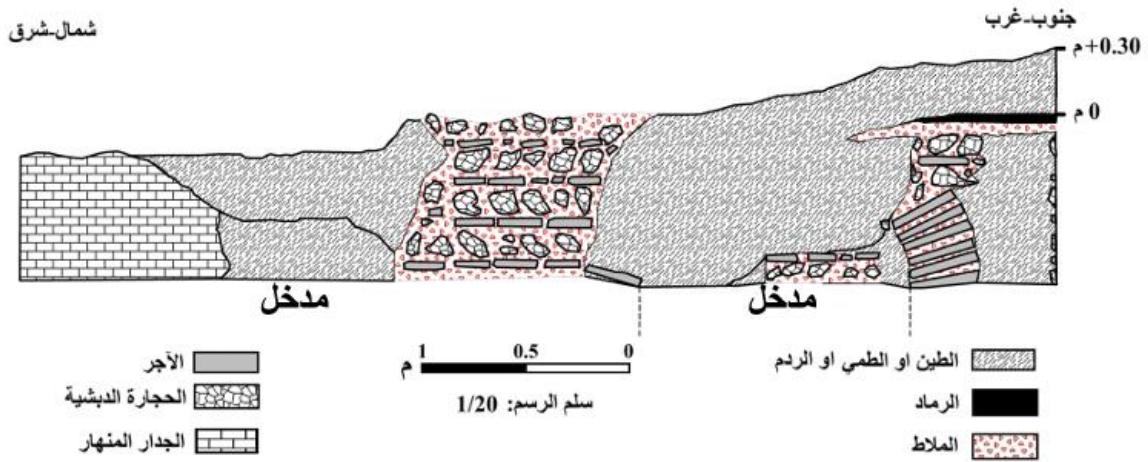 جنوب-غرب
شمال-شرق
+0.30 م
0 م
مدخل
مدخل
1 0.5 0
م
سلم الرسم: 1/20
الطين او الطمي او الردم
الرماد
الملاط
الآجر
الحجارة الدبشية
الجدار المنهار